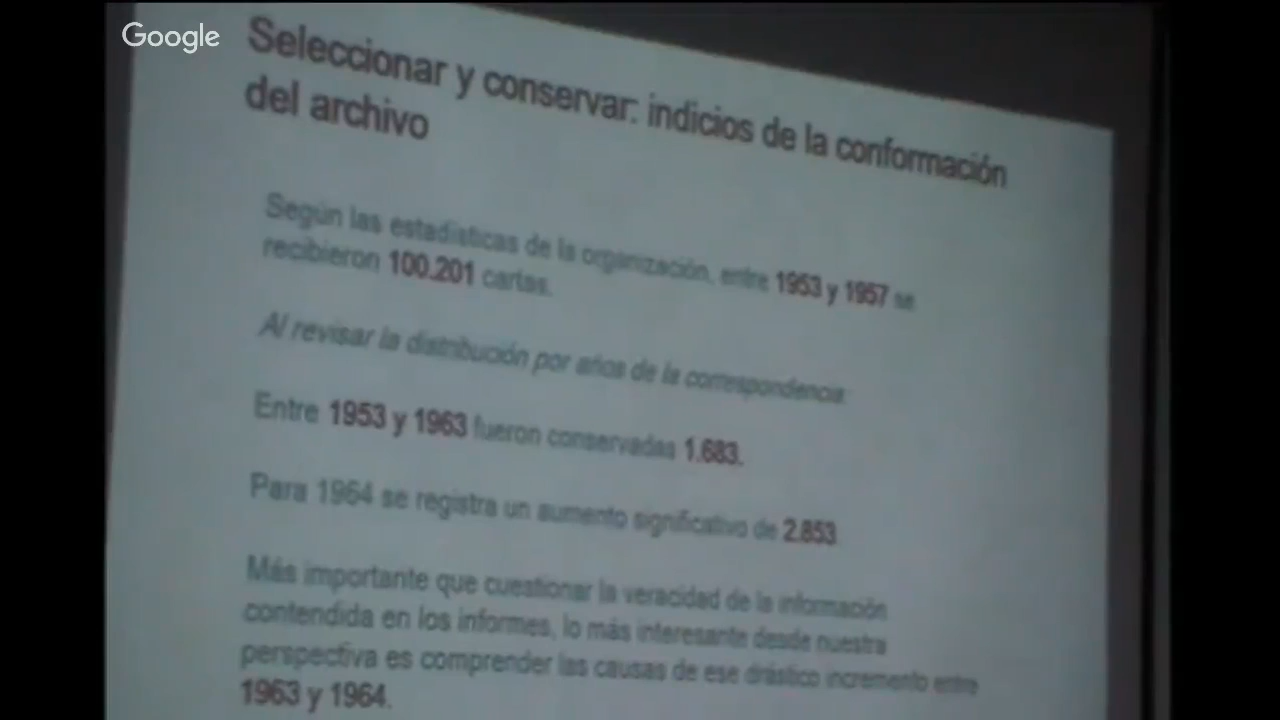 Google
Seleccionar y conservar: indicios de la conformación
del archivo
Según las estadísticas de la organización, entre 1953 y 1957 se
recibieron 100.201 cartas.
Al revisar la distribución por años de la correspondencia:
Entre 1953 y 1963 fueron conservadas 1.683.
Para 1964 se registra un aumento significativo de 2.853.
Más importante que cuestionar la veracidad de la información
contendida en los informes, lo más interesante desde nuestra
perspectiva es comprender las causas de ese drástico incremento entre
1963 y 1964.